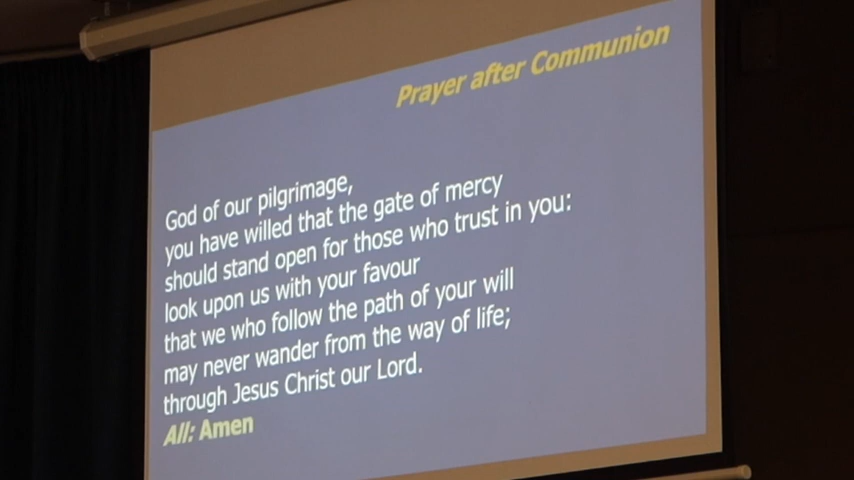 Prayer after Communion
God of our pilgrimage,
you have willed that the gate of mercy
should stand open for those who trust in you:
look upon us with your favour
that we who follow the path of your will
may never wander from the way of life;
through Jesus Christ our Lord.
All: Amen